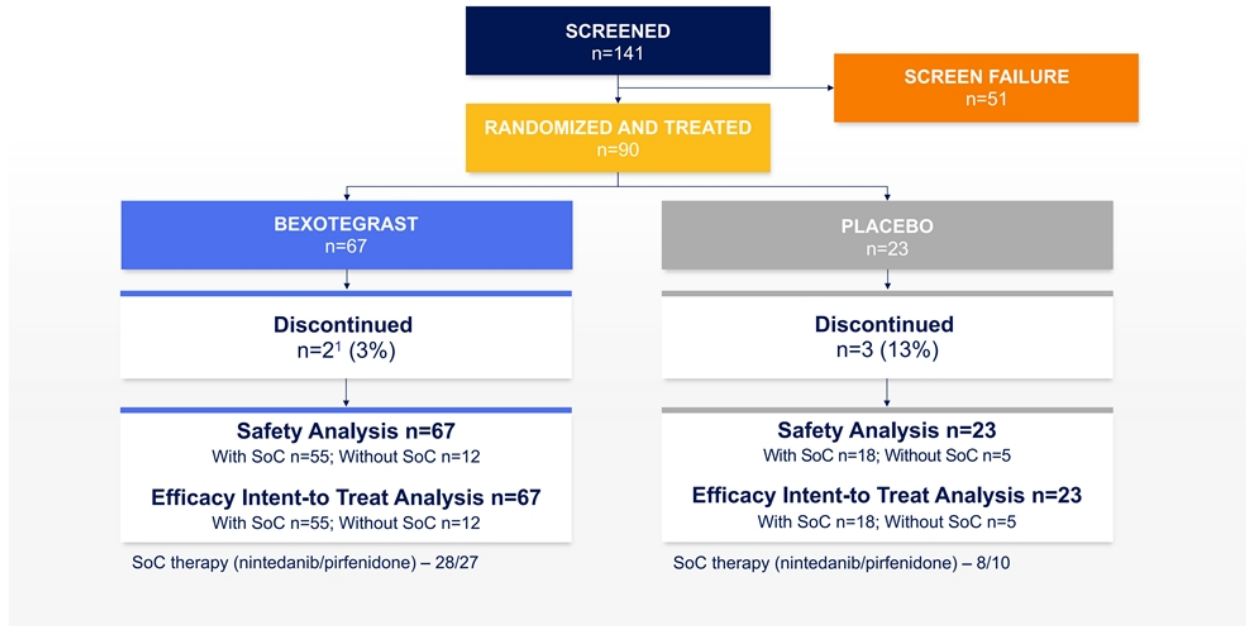 SCREENED
n=141
SCREEN FAILURE
n=51
RANDOMIZED AND TREATED
n=90
BEXOTEGRAST
n=67
PLACEBO
n=23
Discontinued
n=2¹ (3%)
Discontinued
n=3 (13%)
Safety Analysis n=67
With SoC n=55; Without SoC n=12
Efficacy Intent-to Treat Analysis n=67
With SoC n=55; Without SoC n=12
Safety Analysis n=23
With SoC n=18; Without SoC n=5
Efficacy Intent-to Treat Analysis n=23
With SoC n=18; Without SoC n=5
SoC therapy (nintedanib/pirfenidone) – 28/27
SoC therapy (nintedanib/pirfenidone) – 8/10